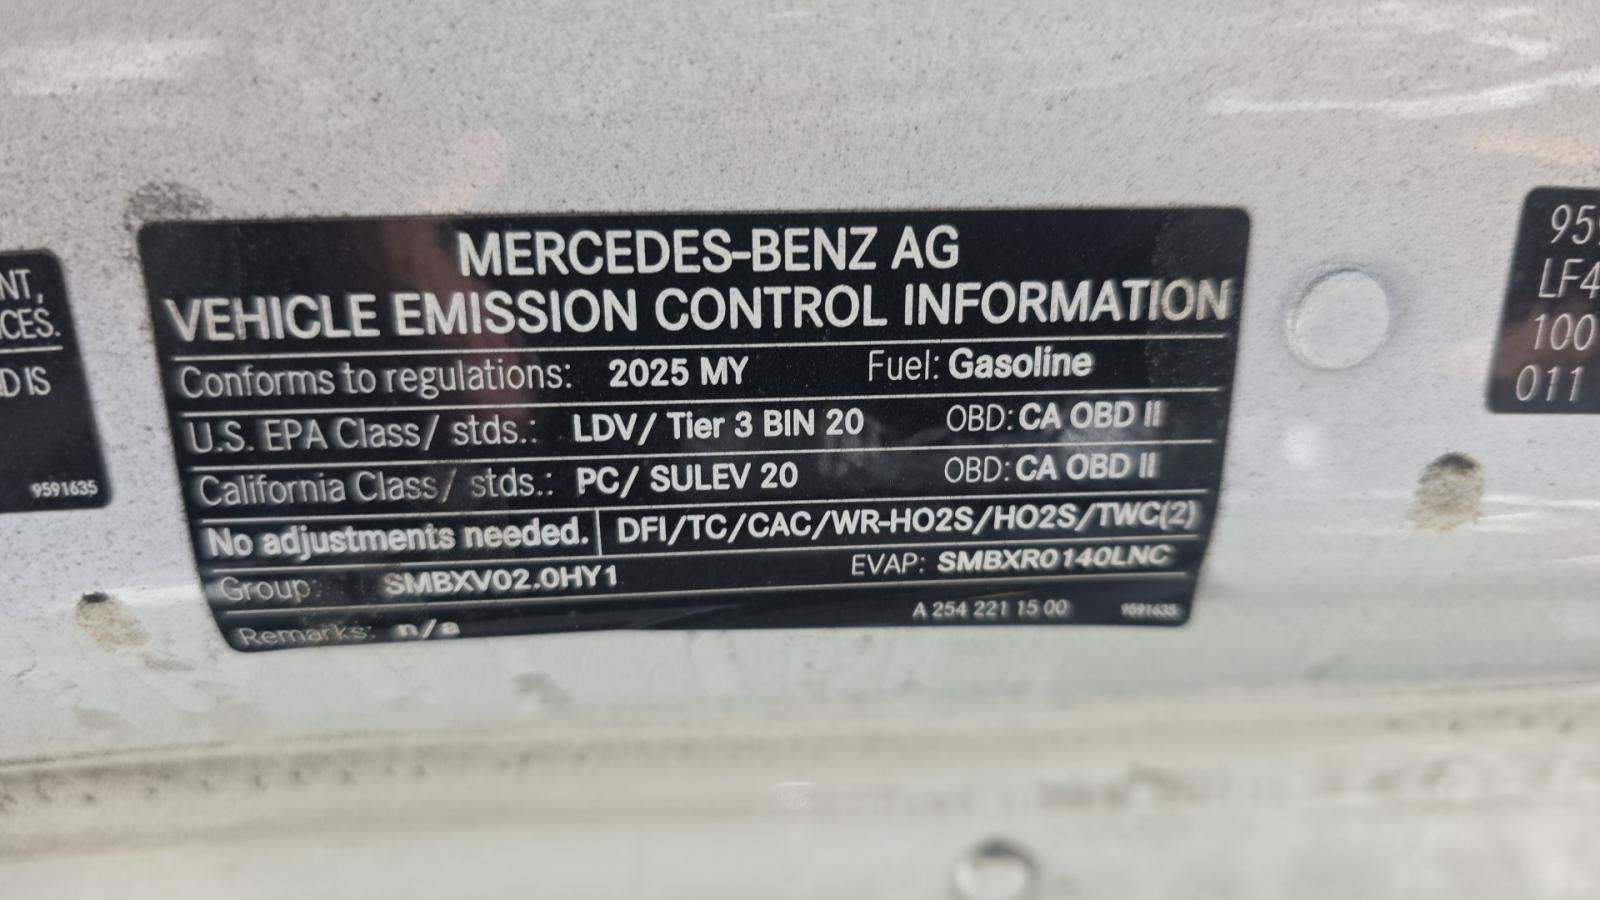 MERCEDES-BENZ AG
VEHICLE EMISSION CONTROL INFORMATION
Conforms to regulations: 2025 MY Fuel: Gasoline
U.S. EPA Class/ stds.: LDV/ Tier 3 BIN 20 OBD: CA OBD II
California Class/ stds.: PC/ SULEV 20 OBD: CA OBD II
No adjustments needed. DFI/TC/CAC/WR-HO2S/HO2S/TWC(2)
Group: SMBXV02.0HY1 EVAP: SMBXR0140LNC
Remarks: n/a A 254 221 15 00 9591635
NT,
CES.
D IS
9591635
959
LF4
100
011